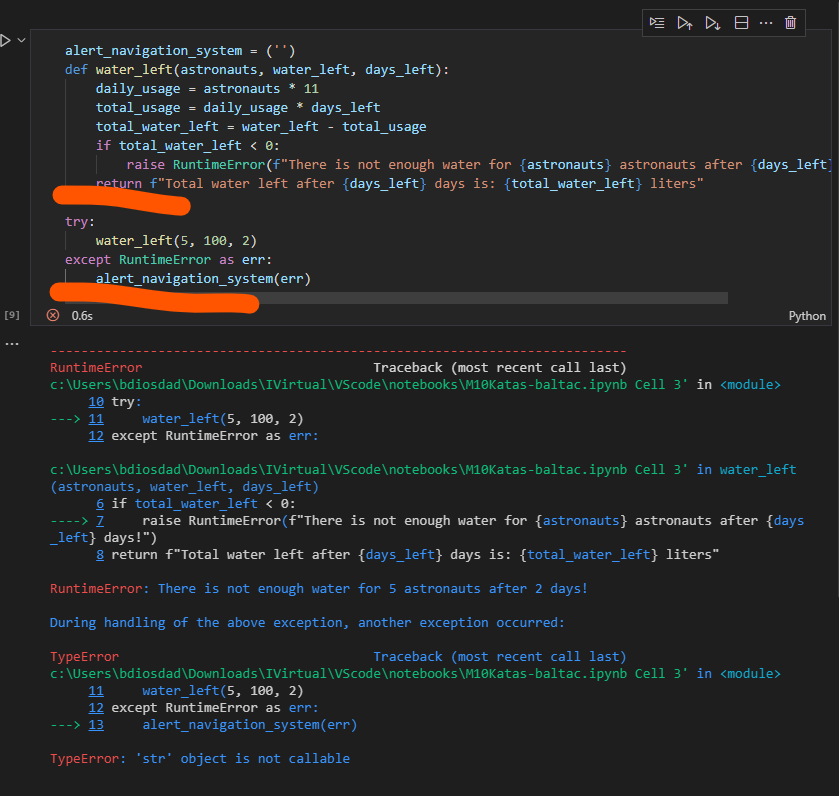 alert_navigation_system = ('')
def water_left(astronauts, water_left, days_left):
daily_usage = astronauts * 11
total_usage = daily_usage * days_left
total_water_left = water_left - total_usage
if total_water_left < 0:
raise RuntimeError(f"There is not enough water for {astronauts} astronauts after {days_left
return f"Total water left after {days_left} days is: {total_water_left} liters"
try:
water_left(5, 100, 2)
except RuntimeError as err:
alert_navigation_system(err)
[9]
0.6s
Python
...
---------------------------------------------------------------------------
RuntimeError Traceback (most recent call last)
c:\Users\bdiosdad\Downloads\IVirtual\VScode\notebooks\M10Katas-baltac.ipynb Cell 3' in <module>
10 try:
---> 11 water_left(5, 100, 2)
12 except RuntimeError as err:
c:\Users\bdiosdad\Downloads\IVirtual\VScode\notebooks\M10Katas-baltac.ipynb Cell 3' in water_left
(astronauts, water_left, days_left)
6 if total_water_left < 0:
----> 7 raise RuntimeError(f"There is not enough water for {astronauts} astronauts after {days
_left} days!")
8 return f"Total water left after {days_left} days is: {total_water_left} liters"
RuntimeError: There is not enough water for 5 astronauts after 2 days!
During handling of the above exception, another exception occurred:
TypeError Traceback (most recent call last)
c:\Users\bdiosdad\Downloads\IVirtual\VScode\notebooks\M10Katas-baltac.ipynb Cell 3' in <module>
11 water_left(5, 100, 2)
12 except RuntimeError as err:
---> 13 alert_navigation_system(err)
TypeError: 'str' object is not callable